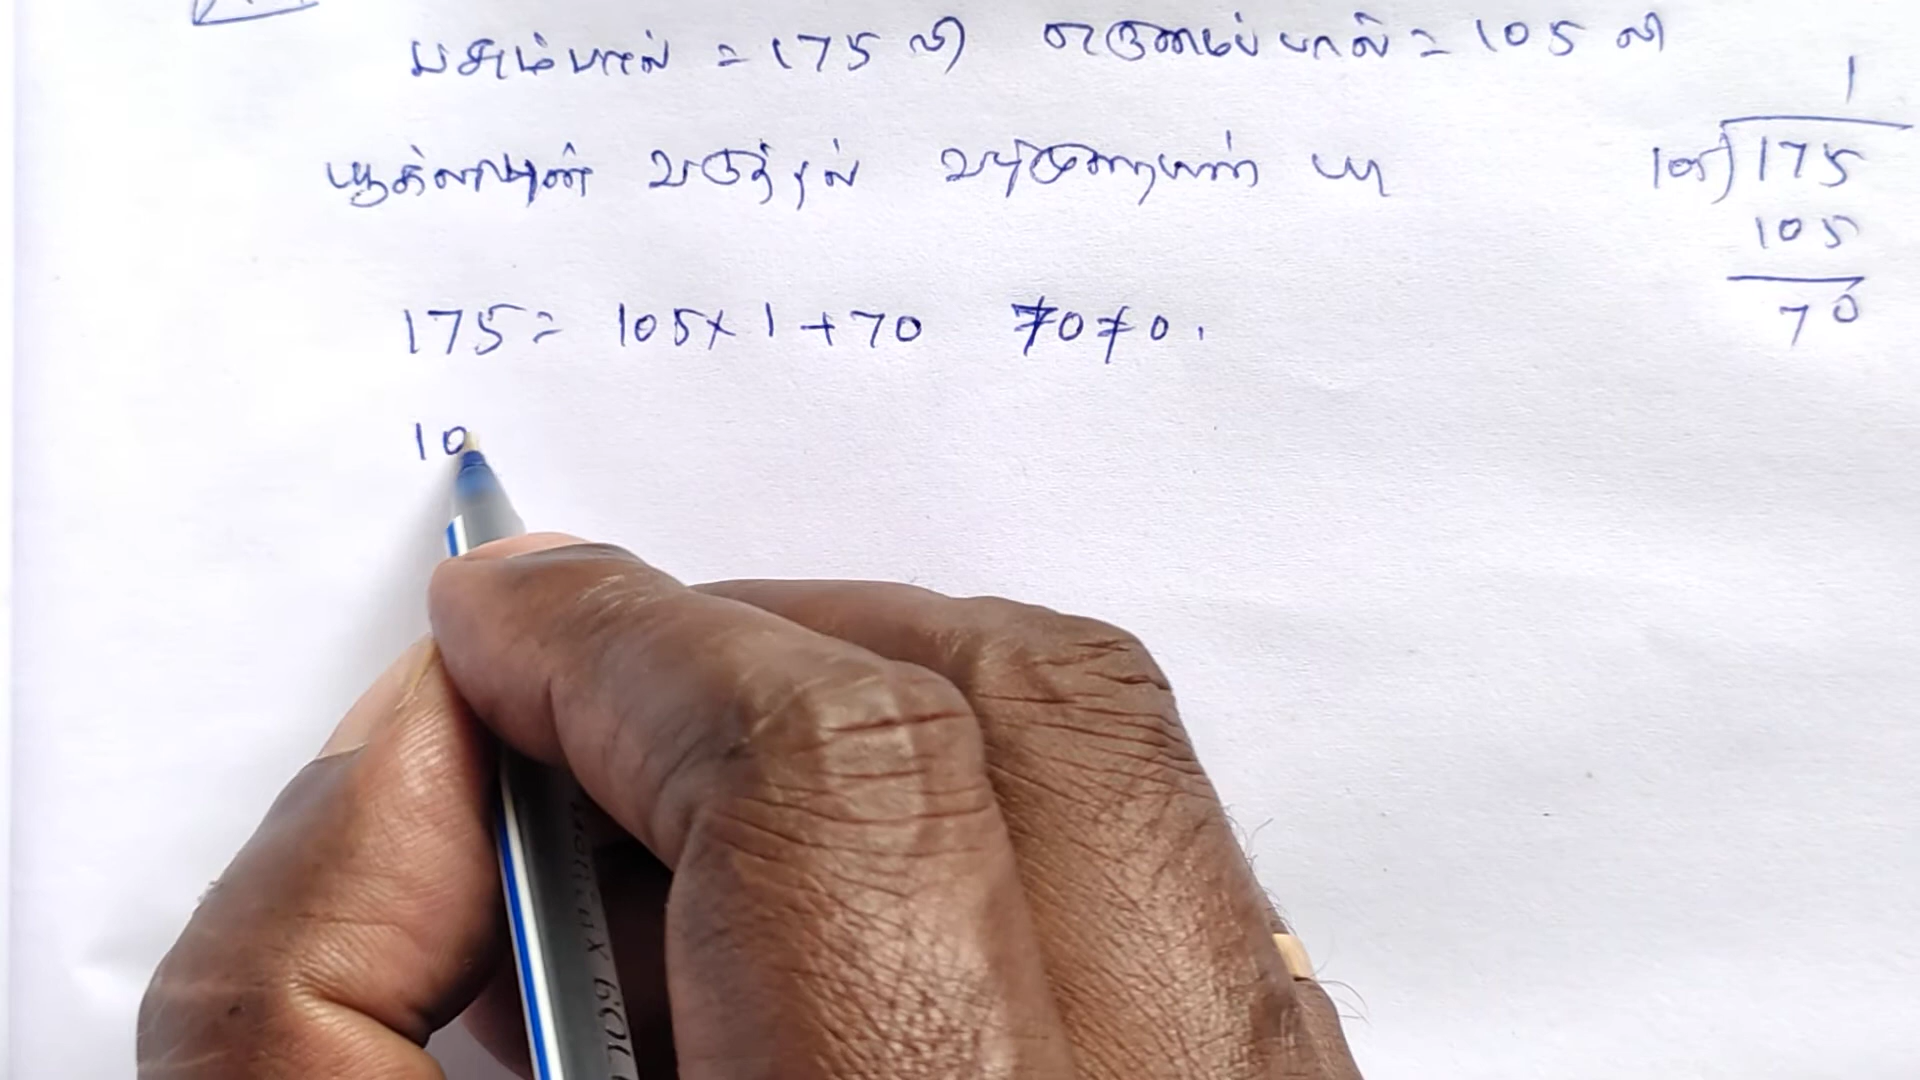 பசும்பால் = 175 லி எருமைப்பால் = 105 லி
யூக்ளிடின் வகுத்தல் வழிமுறையின் படி
175 = 105 × 1 + 70 70 ≠ 0.
10
1
105) 175
105
70